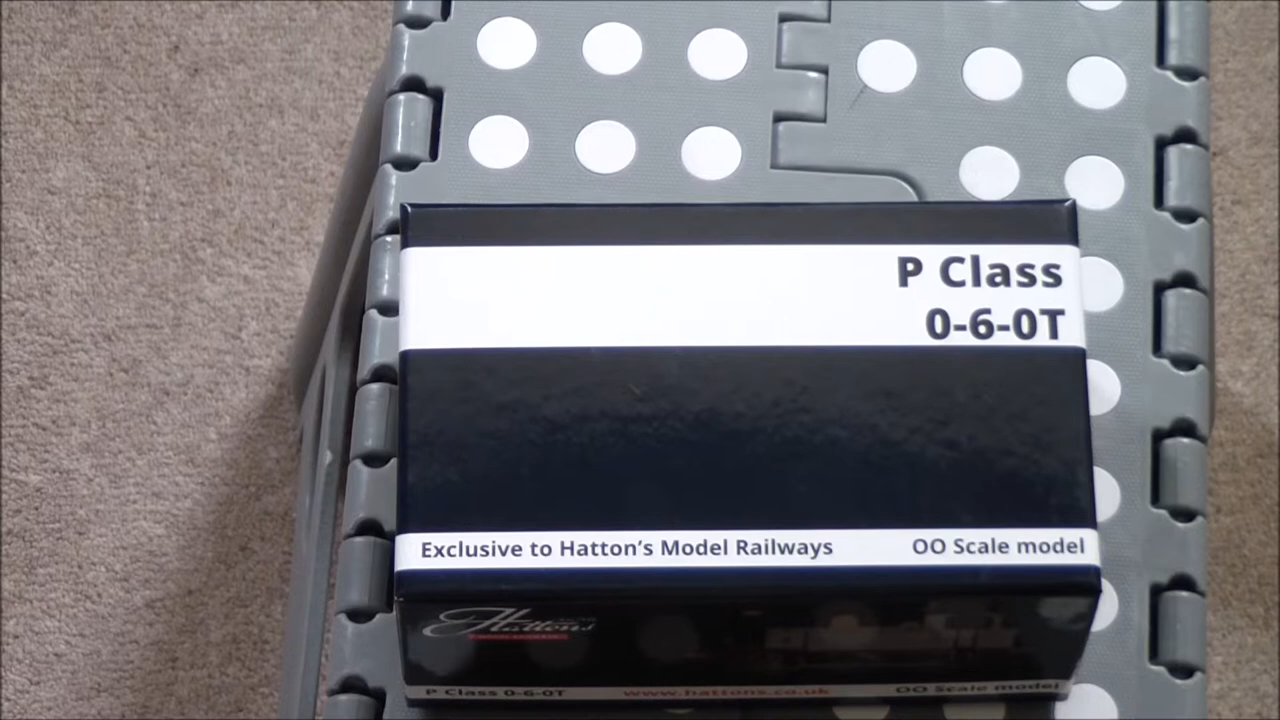 P Class
0-6-0T
Exclusive to Hatton's Model Railways OO Scale model
Hattons
P Class 0-6-0T www.hattons.co.uk OO Scale model